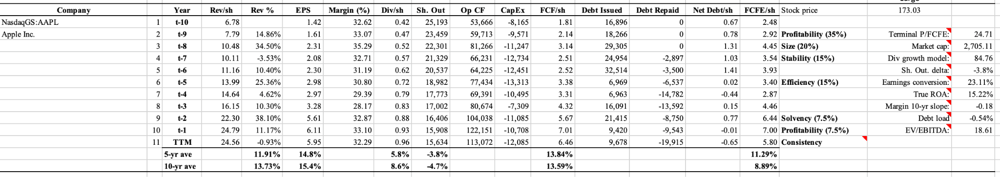 Company Year Rev/sh Rev % EPS Margin (%) Div/sh Sh. Out Op CF CapEx FCF/sh Debt Issued Debt Repaid Net Debt/sh FCFE/sh Stock price 173.03
NasdaqGS:AAPL 1 t-10 6.78 1.42 32.62 0.42 25,193 53,666 -8,165 1.81 16,896 0 0.67 2.48
Apple Inc. 2 t-9 7.79 14.86% 1.61 33.07 0.47 23,459 59,713 -9,571 2.14 18,266 0 0.78 2.92 Profitability (35%) Terminal P/FCFE: 24.71
3 t-8 10.48 34.50% 2.31 35.29 0.52 22,301 81,266 -11,247 3.14 29,305 0 1.31 4.45 Size (20%) Market cap: 2,705.11
4 t-7 10.11 -3.53% 2.08 32.71 0.57 21,329 66,231 -12,734 2.51 24,954 -2,897 1.03 3.54 Stability (15%) Div growth model: 84.76
5 t-6 11.16 10.40% 2.30 31.19 0.62 20,537 64,225 -12,451 2.52 32,514 -3,500 1.41 3.93 Sh. Out. delta: -3.8%
6 t-5 13.99 25.36% 2.98 30.80 0.72 18,982 77,434 -13,313 3.38 6,969 -6,537 0.02 3.40 Efficiency (15%) Earnings conversion: 23.11%
7 t-4 14.64 4.62% 2.97 29.39 0.79 17,773 69,391 -10,495 3.31 6,963 -14,782 -0.44 2.87 True ROA: 15.22%
8 t-3 16.15 10.30% 3.28 28.17 0.83 17,002 80,674 -7,309 4.32 16,091 -13,592 0.15 4.46 Margin 10-yr slope: -0.18
9 t-2 22.30 38.10% 5.61 32.87 0.88 16,406 104,038 -11,085 5.67 21,415 -8,750 0.77 6.44 Solvency (7.5%) Debt load -0.54%
10 t-1 24.79 11.17% 6.11 33.10 0.93 15,908 122,151 -10,708 7.01 9,420 -9,543 -0.01 7.00 Profitability (7.5%) EV/EBITDA: 18.61
11 TTM 24.56 -0.93% 5.95 32.29 0.96 15,634 113,072 -12,085 6.46 9,678 -19,915 -0.65 5.80 Consistency
5-yr ave 11.91% 14.8% 5.8% -3.8% 13.84% 11.29%
10-yr ave 13.73% 15.4% 8.6% -4.7% 13.59% 8.89%